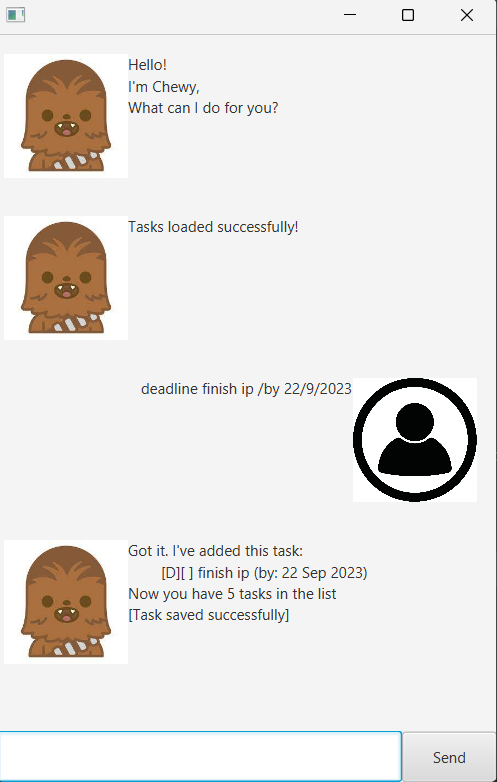 Hello!
I'm Chewy,
What can I do for you?
Tasks loaded successfully!
deadline finish ip /by 22/9/2023
Got it. I've added this task:
[D][ ] finish ip (by: 22 Sep 2023)
Now you have 5 tasks in the list
[Task saved successfully]
Send